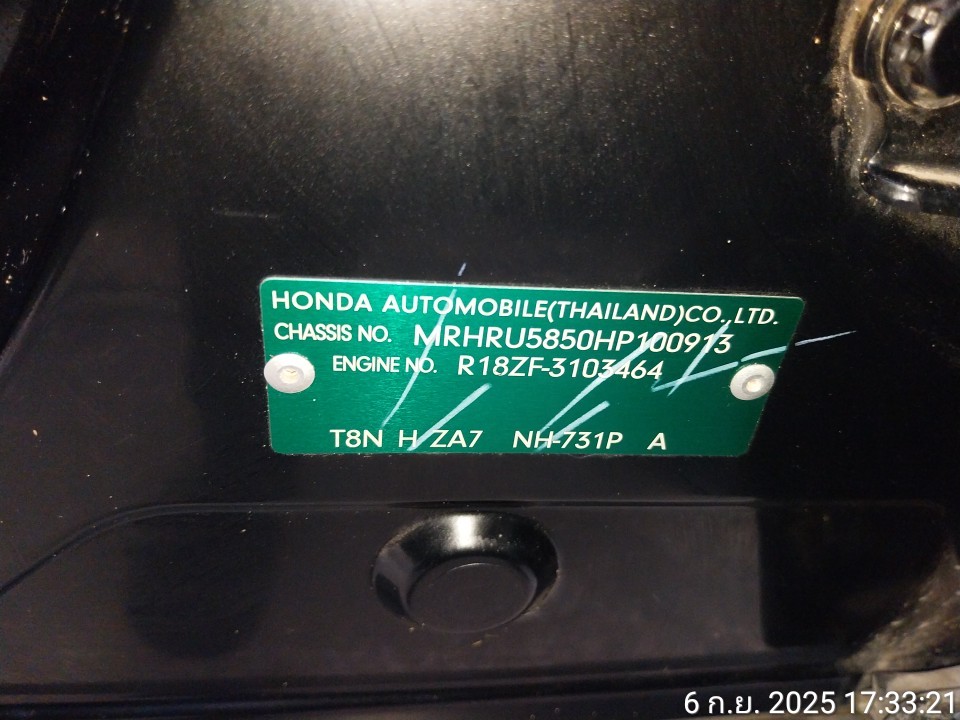 HONDA AUTOMOBILE(THAILAND)CO.,LTD.
CHASSIS NO. MRHRU5850HP100913
ENGINE NO. R18ZF-3103464
T8N H ZA7 NH-731P A
6 ก.ย. 2025 17:33:21